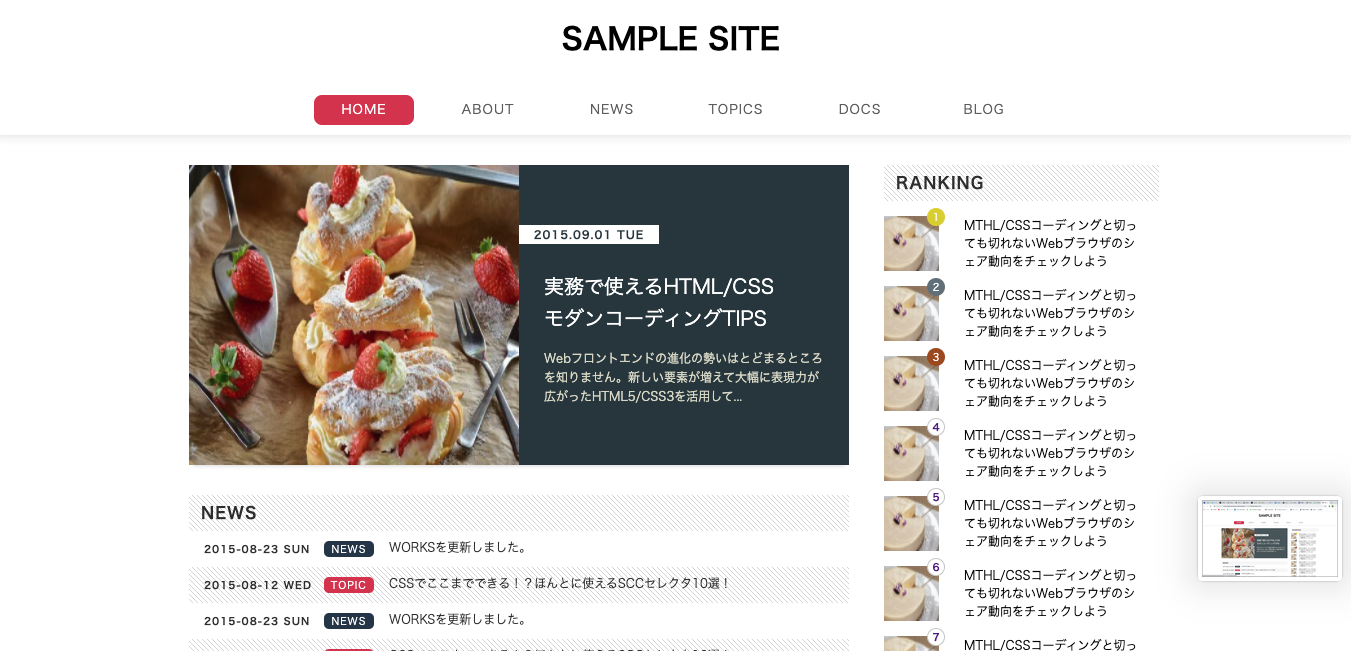 SAMPLE SITE
HOME ABOUT NEWS TOPICS DOCS BLOG
2015.09.01 TUE
実務で使えるHTML/CSS
モダンコーディングTIPS
Webフロントエンドの進化の勢いはとどまるところ
を知りません。新しい要素が増えて大幅に表現力が
広がったHTML5/CSS3を活用して...
NEWS
2015-08-23 SUN NEWS WORKSを更新しました。
2015-08-12 WED TOPIC CSSでここまでできる！？ほんとに使えるSCCセレクタ10選！
2015-08-23 SUN NEWS WORKSを更新しました。
RANKING
1
MTHL/CSSコーディングと切っ
ても切れないWebブラウザのシ
ェア動向をチェックしよう
2
MTHL/CSSコーディングと切っ
ても切れないWebブラウザのシ
ェア動向をチェックしよう
3
MTHL/CSSコーディングと切っ
ても切れないWebブラウザのシ
ェア動向をチェックしよう
4
MTHL/CSSコーディングと切っ
ても切れないWebブラウザのシ
ェア動向をチェックしよう
5
MTHL/CSSコーディングと切っ
ても切れないWebブラウザのシ
ェア動向をチェックしよう
6
MTHL/CSSコーディングと切っ
ても切れないWebブラウザのシ
ェア動向をチェックしよう
7
MTHL/CSSコーディングと切っ
SAMPLE SITE